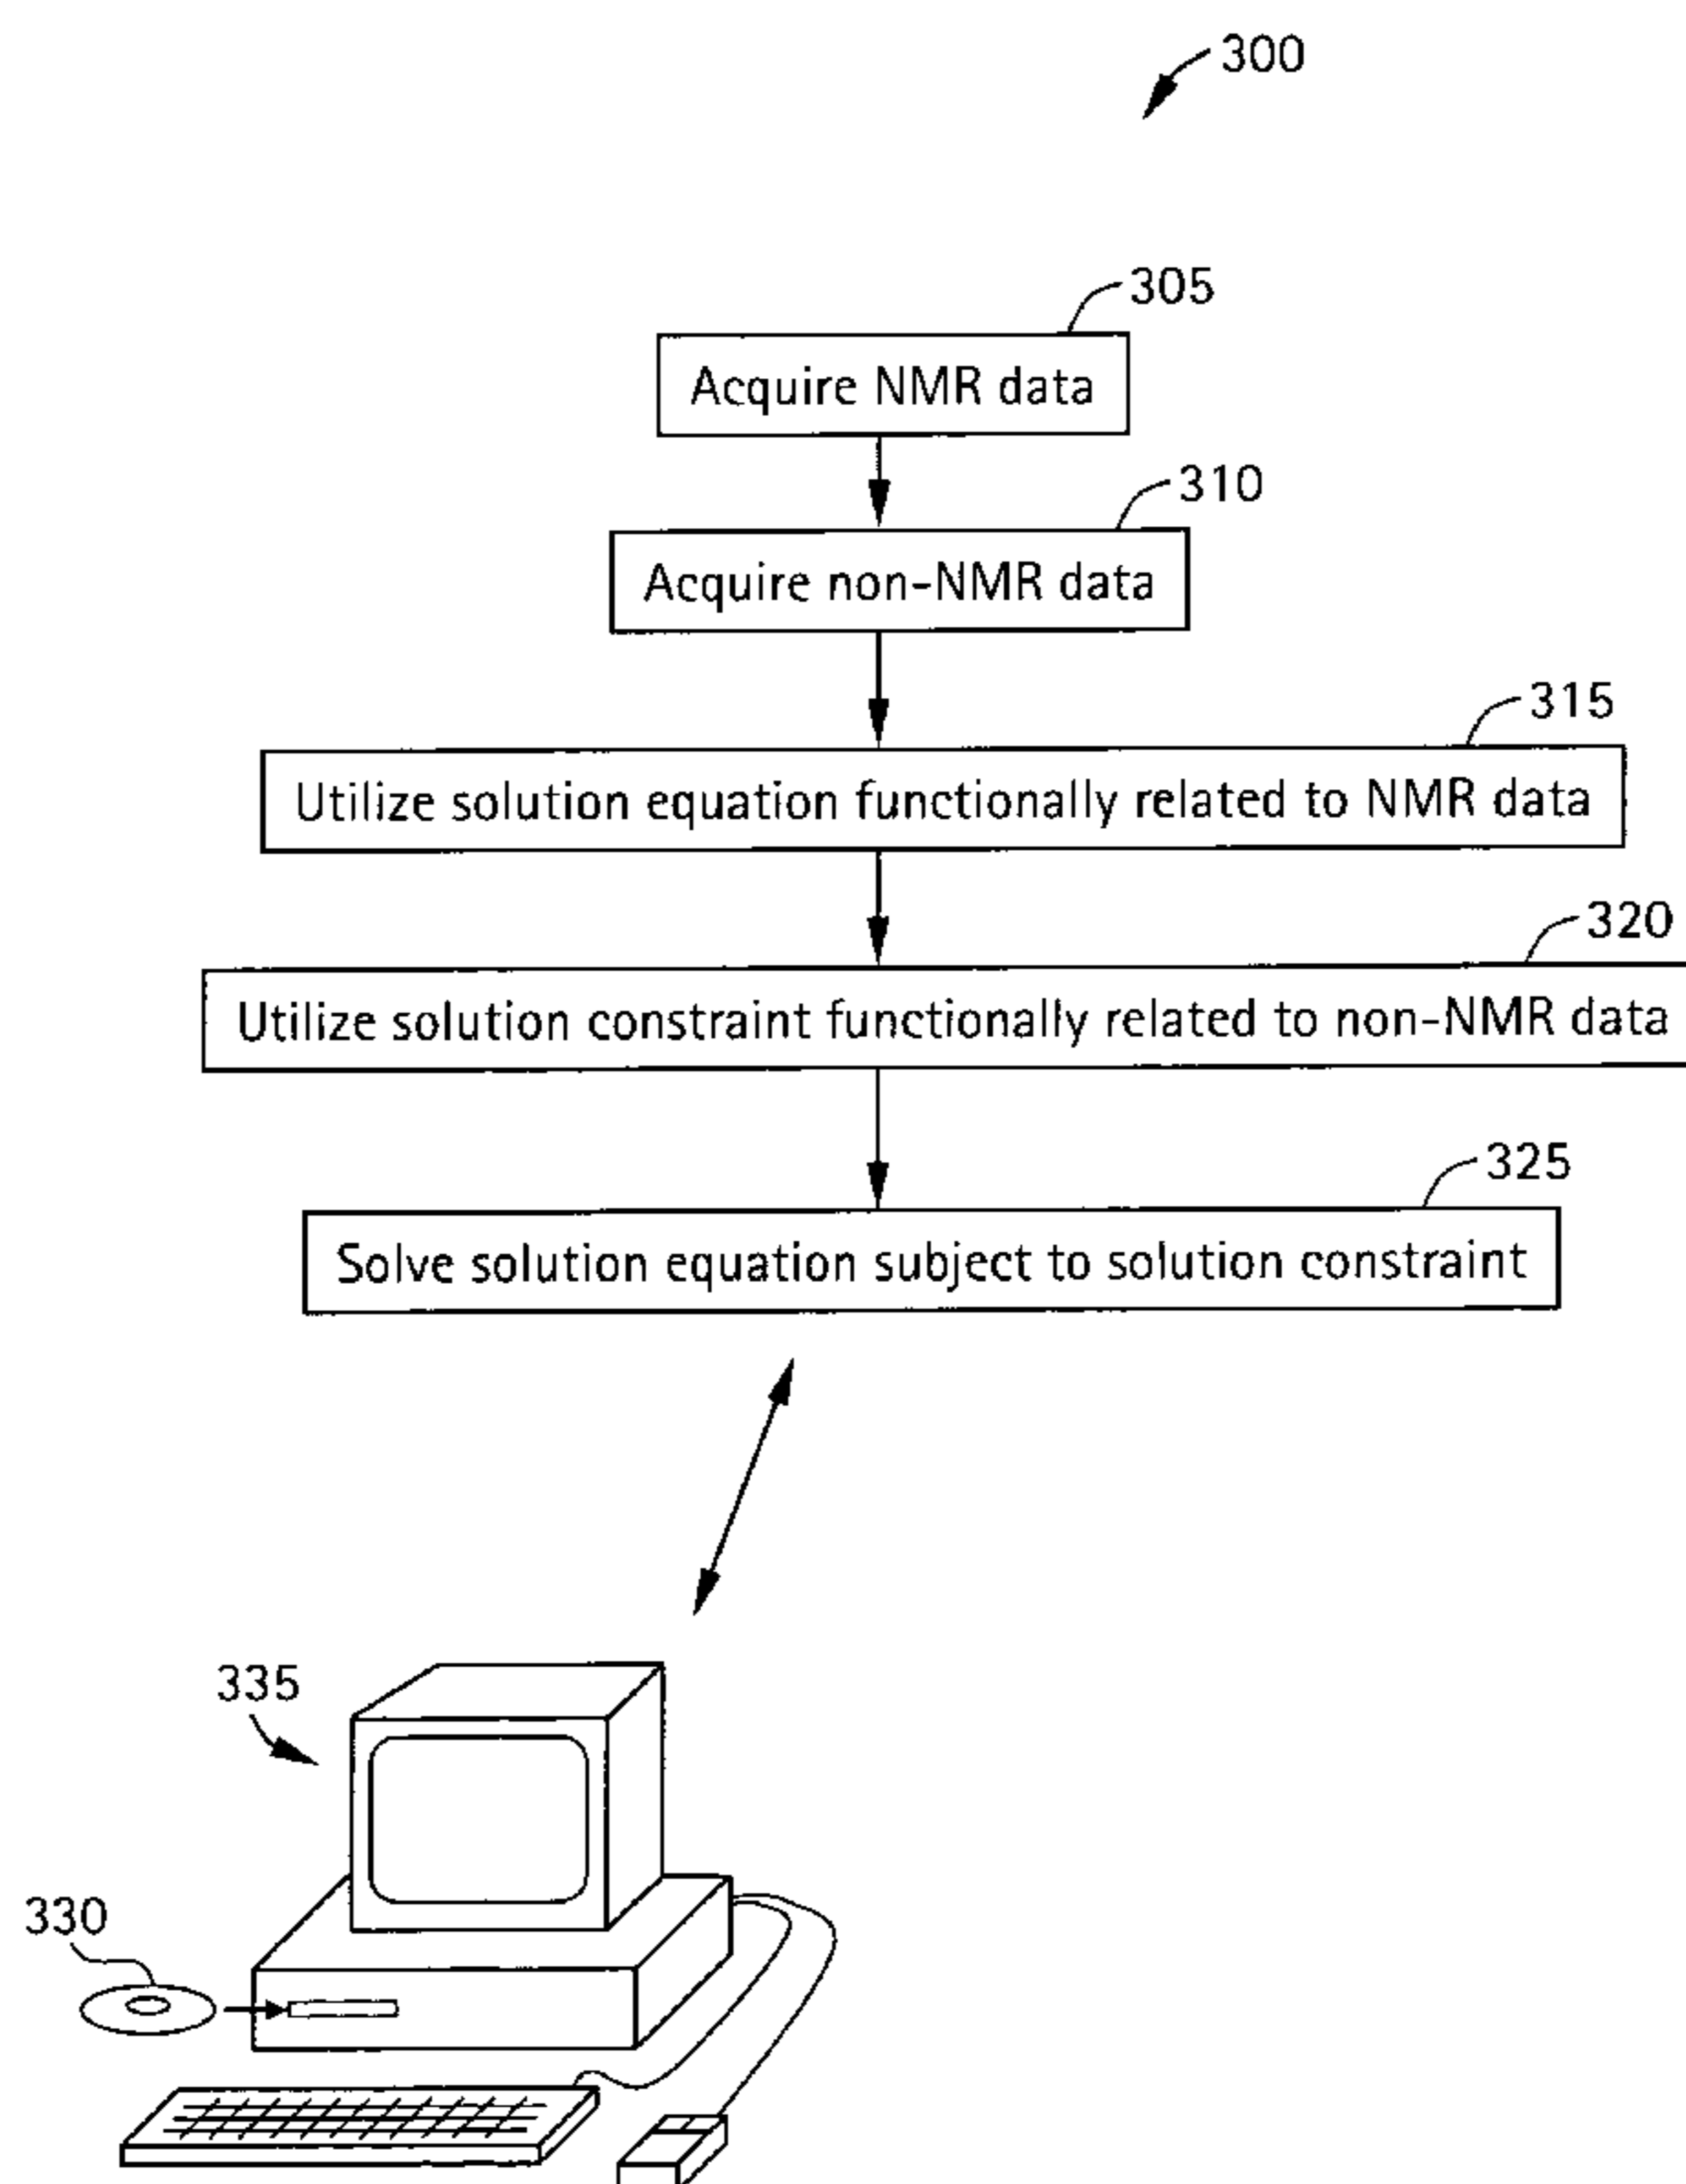 300
305
Acquire NMR data
310
Acquire non-NMR data
315
Utilize solution equation functionally related to NMR data
320
Utilize solution constraint functionally related to non-NMR data
325
Solve solution equation subject to solution constraint
335
330